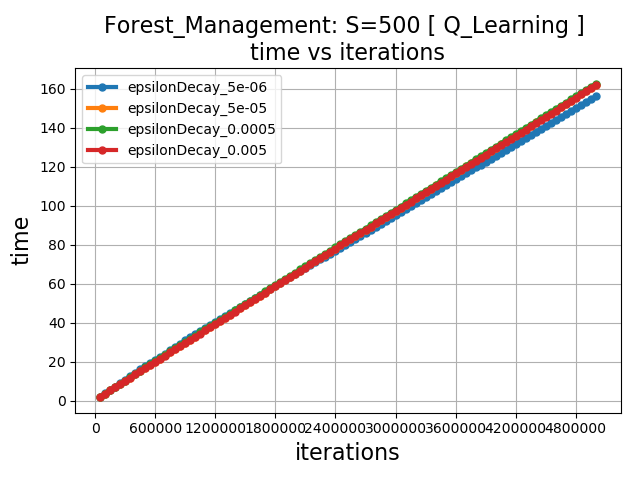 Forest_Management: S=500 [ Q_Learning ]
time vs iterations
epsilonDecay_5e-06
epsilonDecay_5e-05
epsilonDecay_0.0005
epsilonDecay_0.005
160
140
120
100
80
60
40
20
0
time
0 600000 1200000 1800000 2400000 3000000 3600000 4200000 4800000
iterations